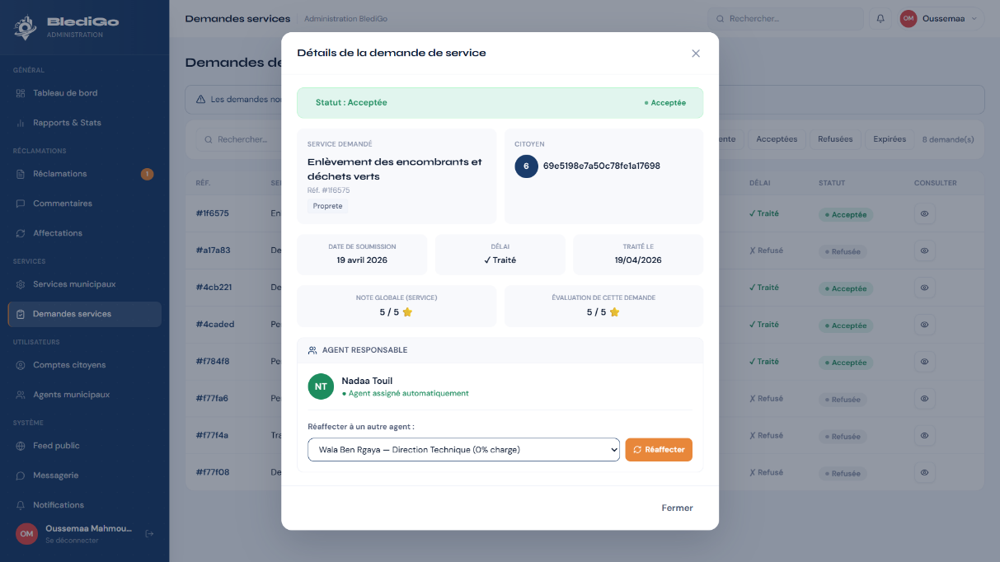 BlediGo
ADMINISTRATION
GÉNÉRAL
Tableau de bord
Rapports & Stats
RÉCLAMATIONS
Réclamations
1
Commentaires
Affectations
SERVICES
Services municipaux
Demandes services
UTILISATEURS
Comptes citoyens
Agents municipaux
SYSTÈME
Feed public
Messagerie
Notifications
OM
Oussemaa Mahmou...
Se déconnecter
Demandes services
Administration BlediGo
Rechercher...
OM
Oussemaa
Demandes de
Les demandes no
Rechercher...
ente
Acceptées
Refusées
Expirées
8 demande(s)
RÉF.
SE
DÉLAI
STATUT
CONSULTER
#1f6575
En
✓ Traité
Acceptée
#a17a83
De
✗ Refusé
Refusée
#4cb221
De
✓ Traité
Acceptée
#4caded
Pe
✓ Traité
Acceptée
#f784f8
Pe
✓ Traité
Acceptée
#f77fa6
Pe
✗ Refusé
Refusée
#f77f4a
Tra
✗ Refusé
Refusée
#f77f08
De
✗ Refusé
Refusée
Détails de la demande de service
Statut : Acceptée
Acceptée
SERVICE DEMANDÉ
Enlèvement des encombrants et
déchets verts
Réf. #1f6575
Proprete
CITOYEN
6
69e5198e7a50c78fe1a17698
DATE DE SOUMISSION
19 avril 2026
DÉLAI
✓ Traité
TRAITÉ LE
19/04/2026
NOTE GLOBALE (SERVICE)
5 / 5 ⭐
ÉVALUATION DE CETTE DEMANDE
5 / 5 ⭐
AGENT RESPONSABLE
NT
Nadaa Touil
● Agent assigné automatiquement
Réaffecter à un autre agent :
Wala Ben Rgaya — Direction Technique (0% charge)
Réaffecter
Fermer